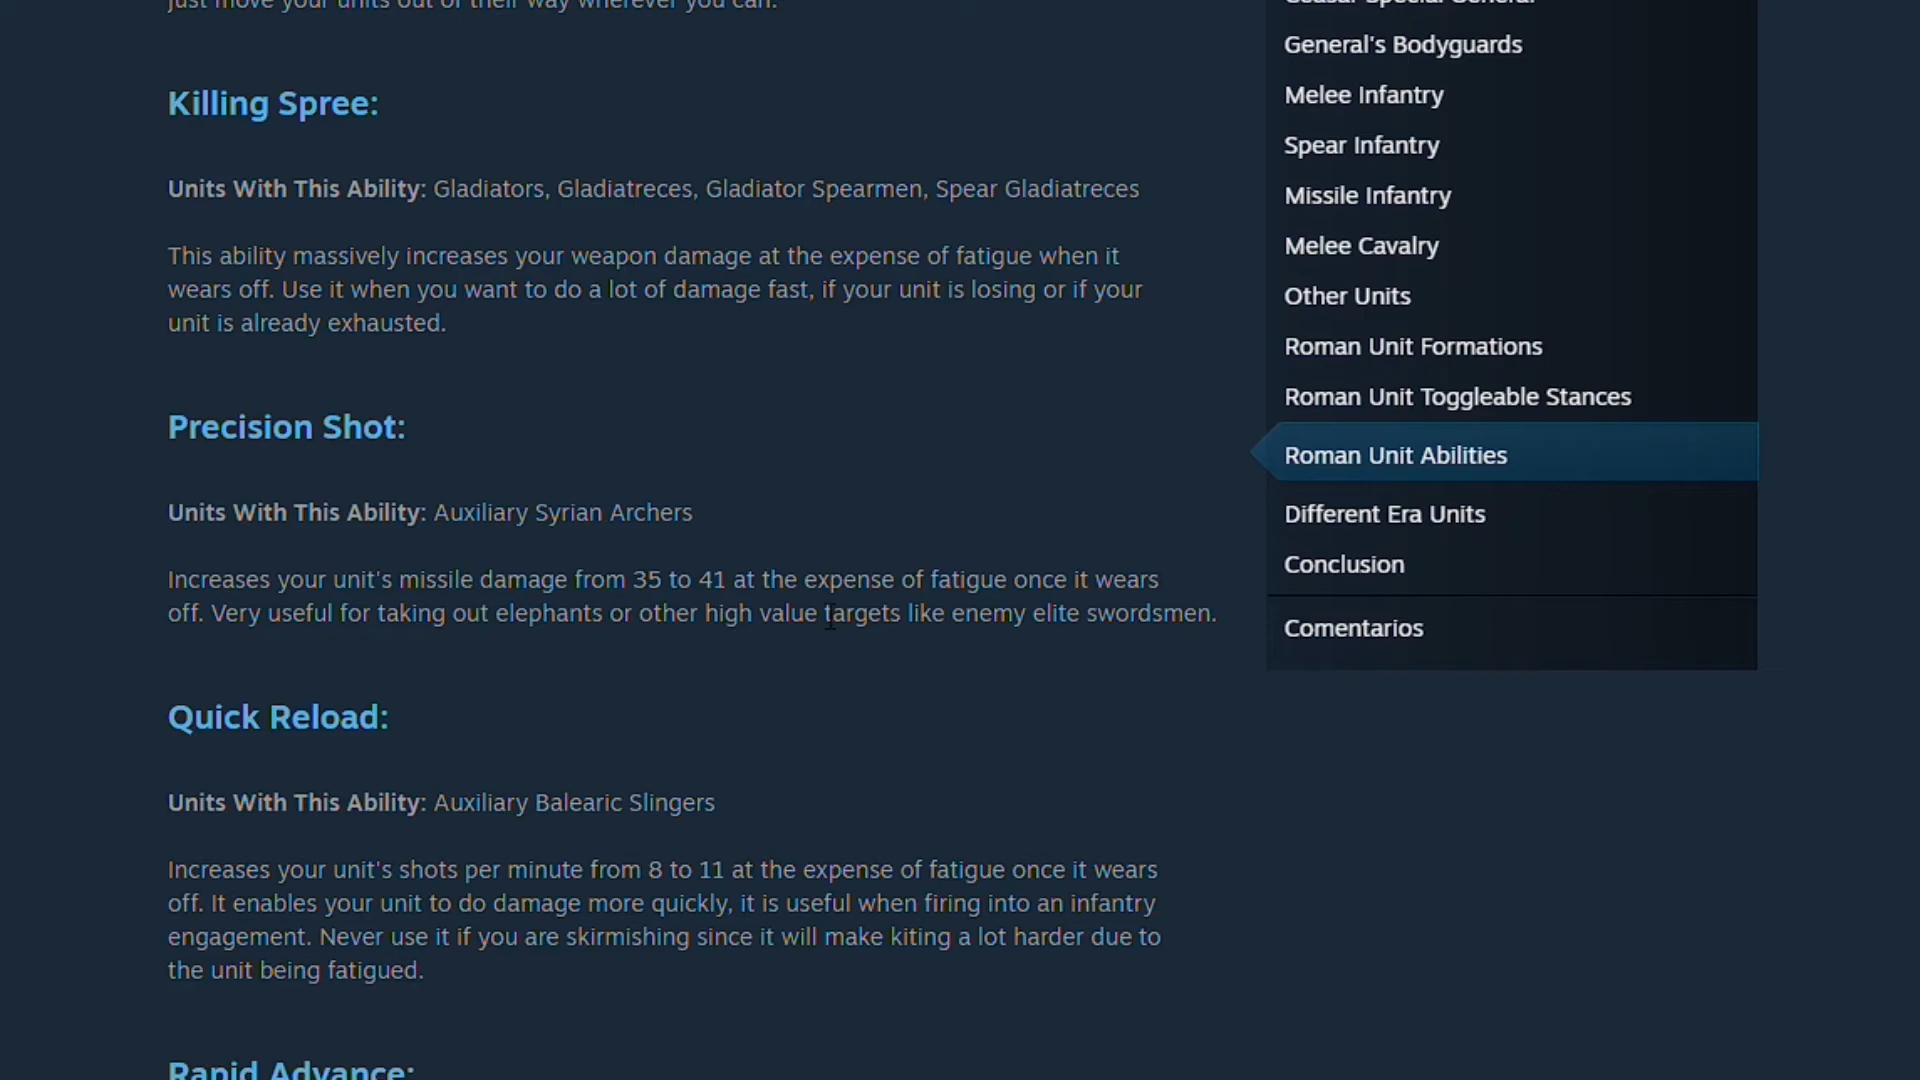 just move your units out of their way wherever you can.
Killing Spree:
Units With This Ability: Gladiators, Gladiatreces, Gladiator Spearmen, Spear Gladiatreces
This ability massively increases your weapon damage at the expense of fatigue when it
wears off. Use it when you want to do a lot of damage fast, if your unit is losing or if your
unit is already exhausted.
Precision Shot:
Units With This Ability: Auxiliary Syrian Archers
Increases your unit's missile damage from 35 to 41 at the expense of fatigue once it wears
off. Very useful for taking out elephants or other high value targets like enemy elite swordsmen.
Quick Reload:
Units With This Ability: Auxiliary Balearic Slingers
Increases your unit's shots per minute from 8 to 11 at the expense of fatigue once it wears
off. It enables your unit to do damage more quickly, it is useful when firing into an infantry
engagement. Never use it if you are skirmishing since it will make kiting a lot harder due to
the unit being fatigued.
Rapid Advance:
Special General
General's Bodyguards
Melee Infantry
Spear Infantry
Missile Infantry
Melee Cavalry
Other Units
Roman Unit Formations
Roman Unit Toggleable Stances
Roman Unit Abilities
Different Era Units
Conclusion
Comentarios